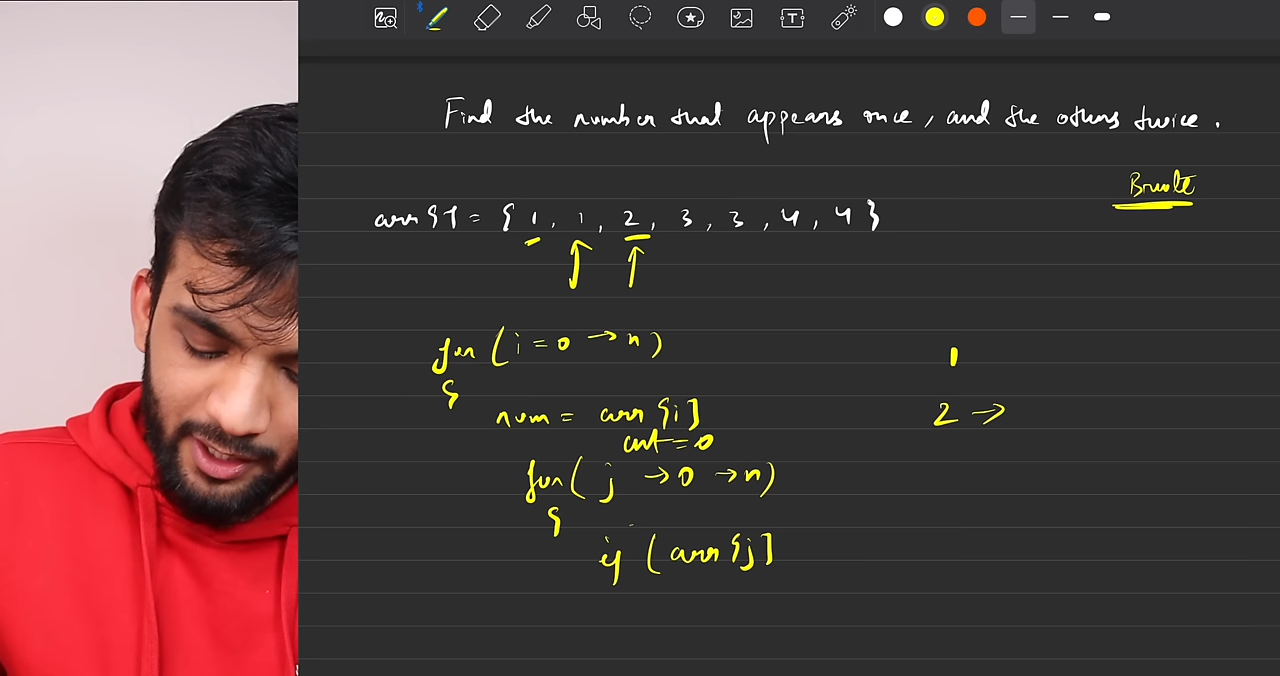 Find the number that appears once, and the others twice.
Brute
arr[] = { 1, 1, 2, 3, 3, 4, 4 }
for (i = 0 → n)
{
1
num = arr[i]
2 →
cnt = 0
for( j → 0 → n)
{
if (arr[j]
T